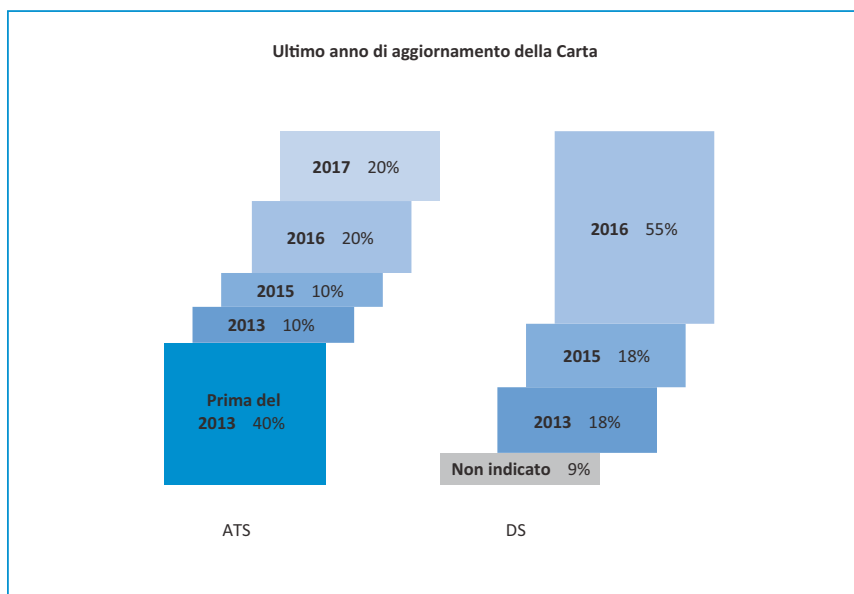 Ultimo anno di aggiornamento della Carta
2017 20%
2016 20%
2015 10%
2013 10%
Prima del
2013 40%
ATS
2016 55%
2015 18%
2013 18%
Non indicato 9%
DS